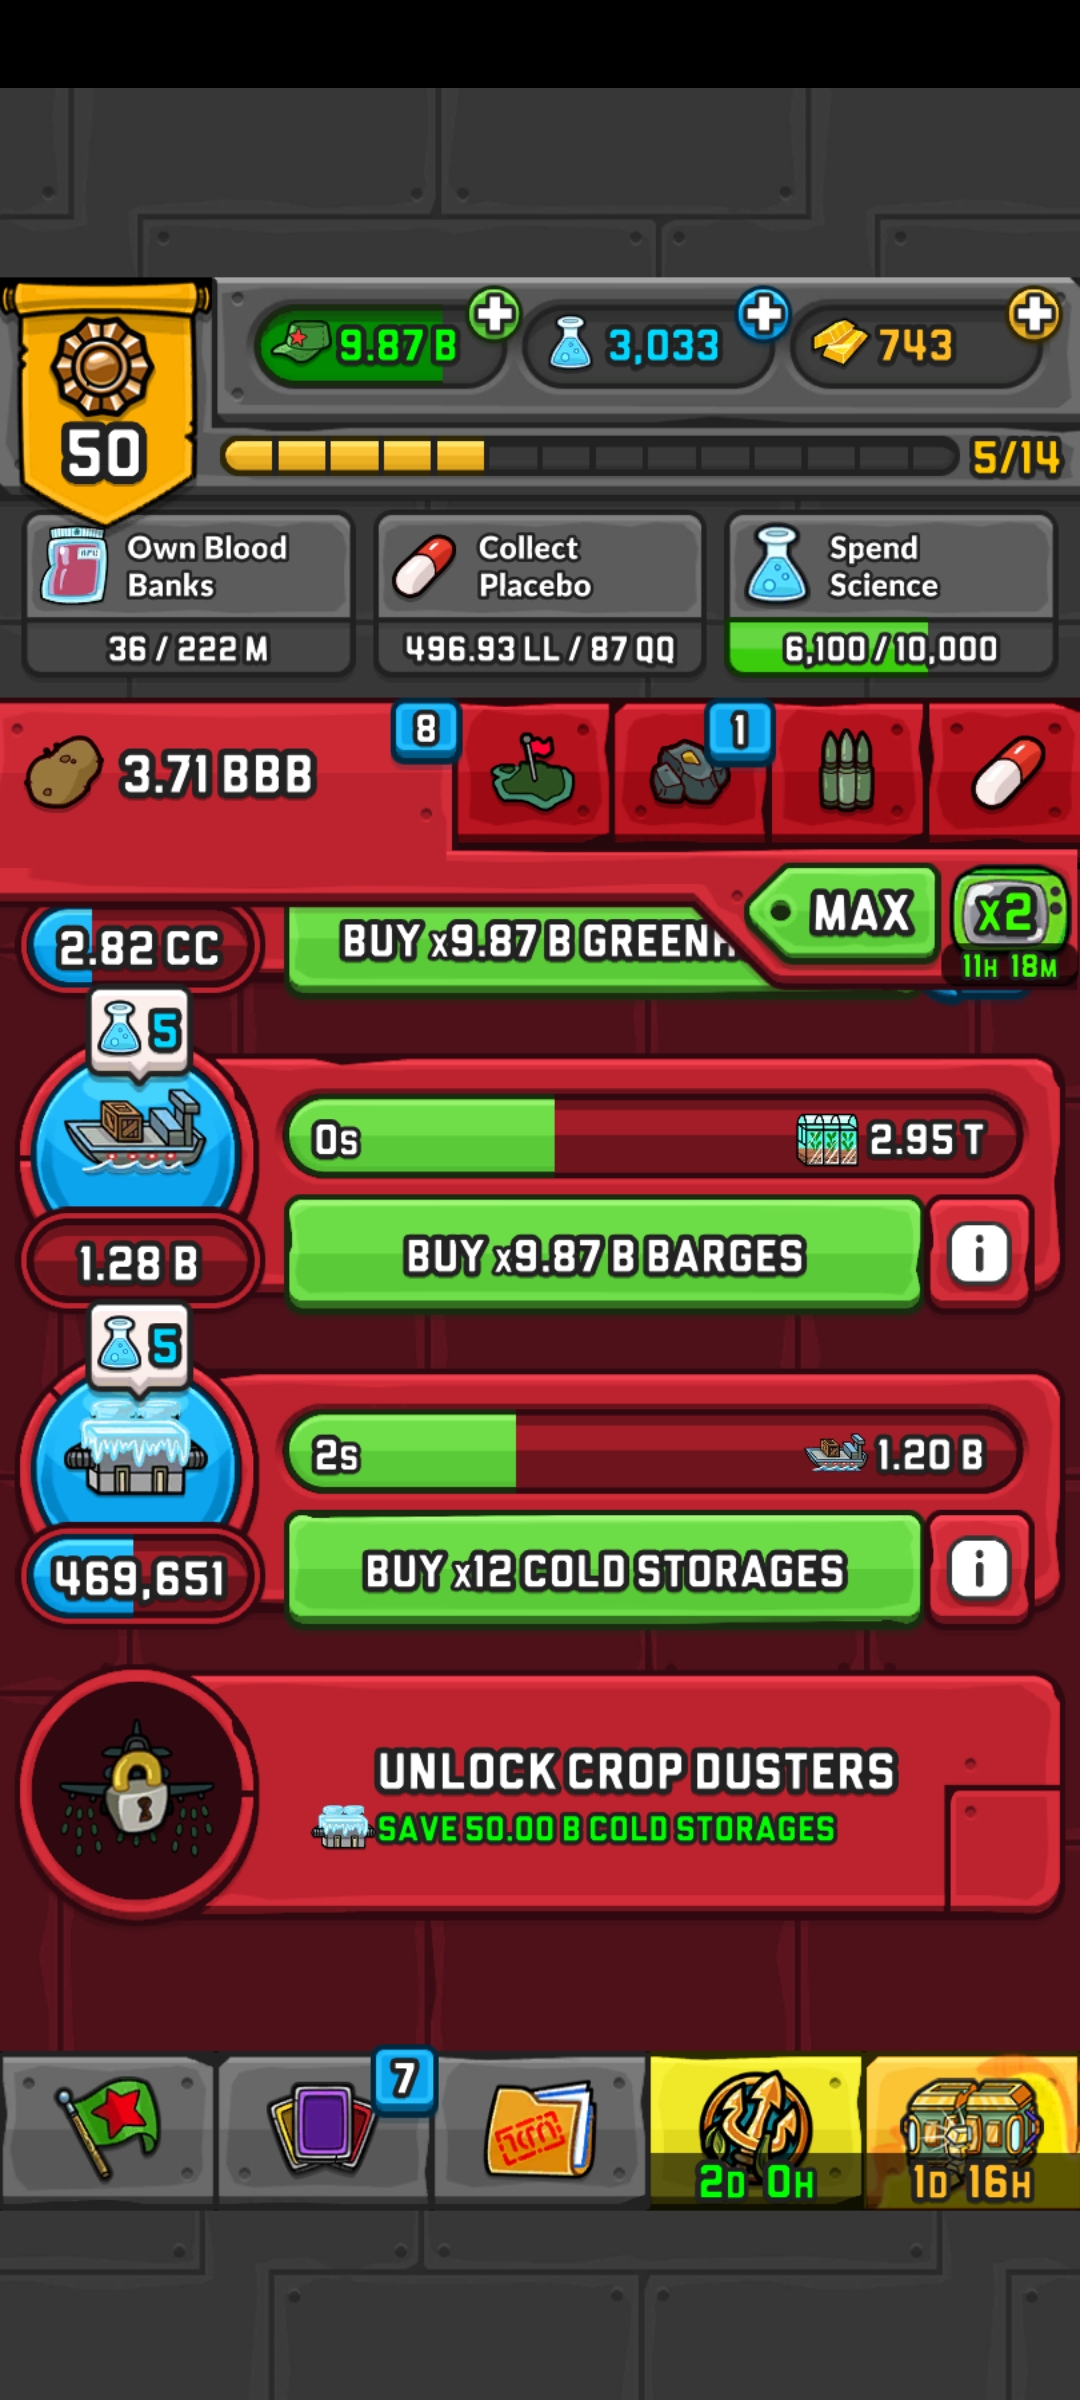 9.87 B
3,033
743
50
5/14
Own Blood
Banks
36 / 222 M
Collect
Placebo
496.93 LL / 87 QQ
Spend
Science
6,100 / 10,000
3.71 BBB
8
1
MAX
x2
11H 18M
2.82 CC
BUY x9.87 B GREENH
5
0s
2.95 T
1.28 B
BUY x9.87 B BARGES
i
5
2s
1.20 B
469,651
BUY x12 COLD STORAGES
i
UNLOCK CROP DUSTERS
SAVE 50.00 B COLD STORAGES
7
2D 0H
1D 16H